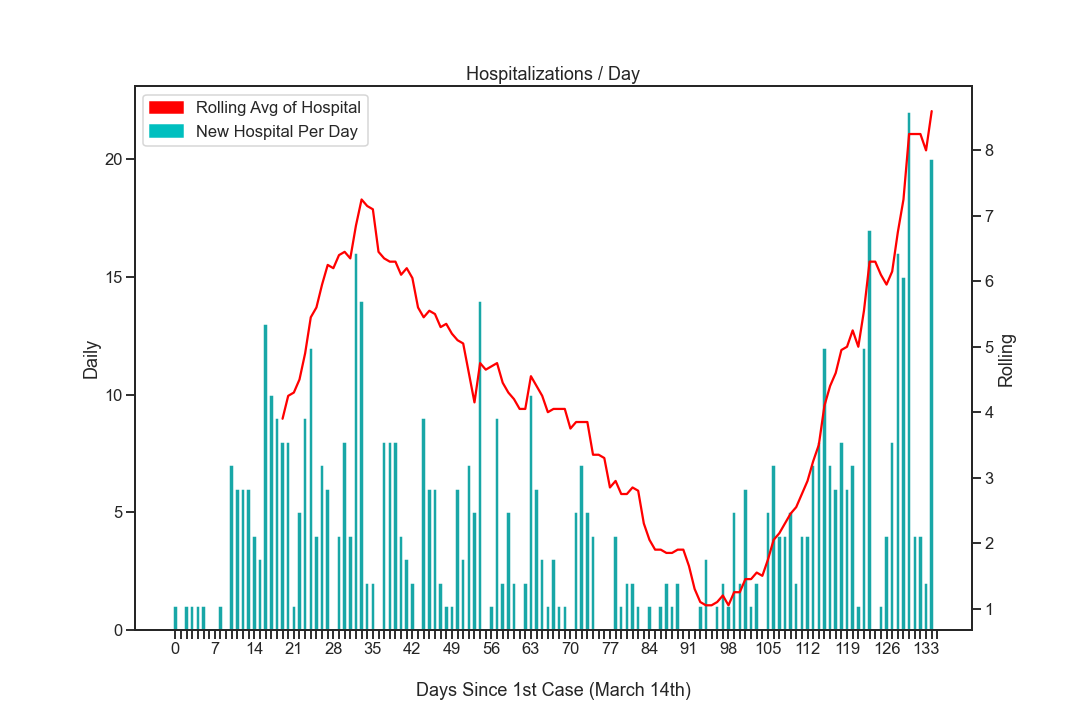 Hospitalizations / Day
Rolling Avg of Hospital
New Hospital Per Day
20
15
10
5
0
Daily
8
7
6
5
4
3
2
1
Rolling
0 7 14 21 28 35 42 49 56 63 70 77 84 91 98 105 112 119 126 133
Days Since 1st Case (March 14th)